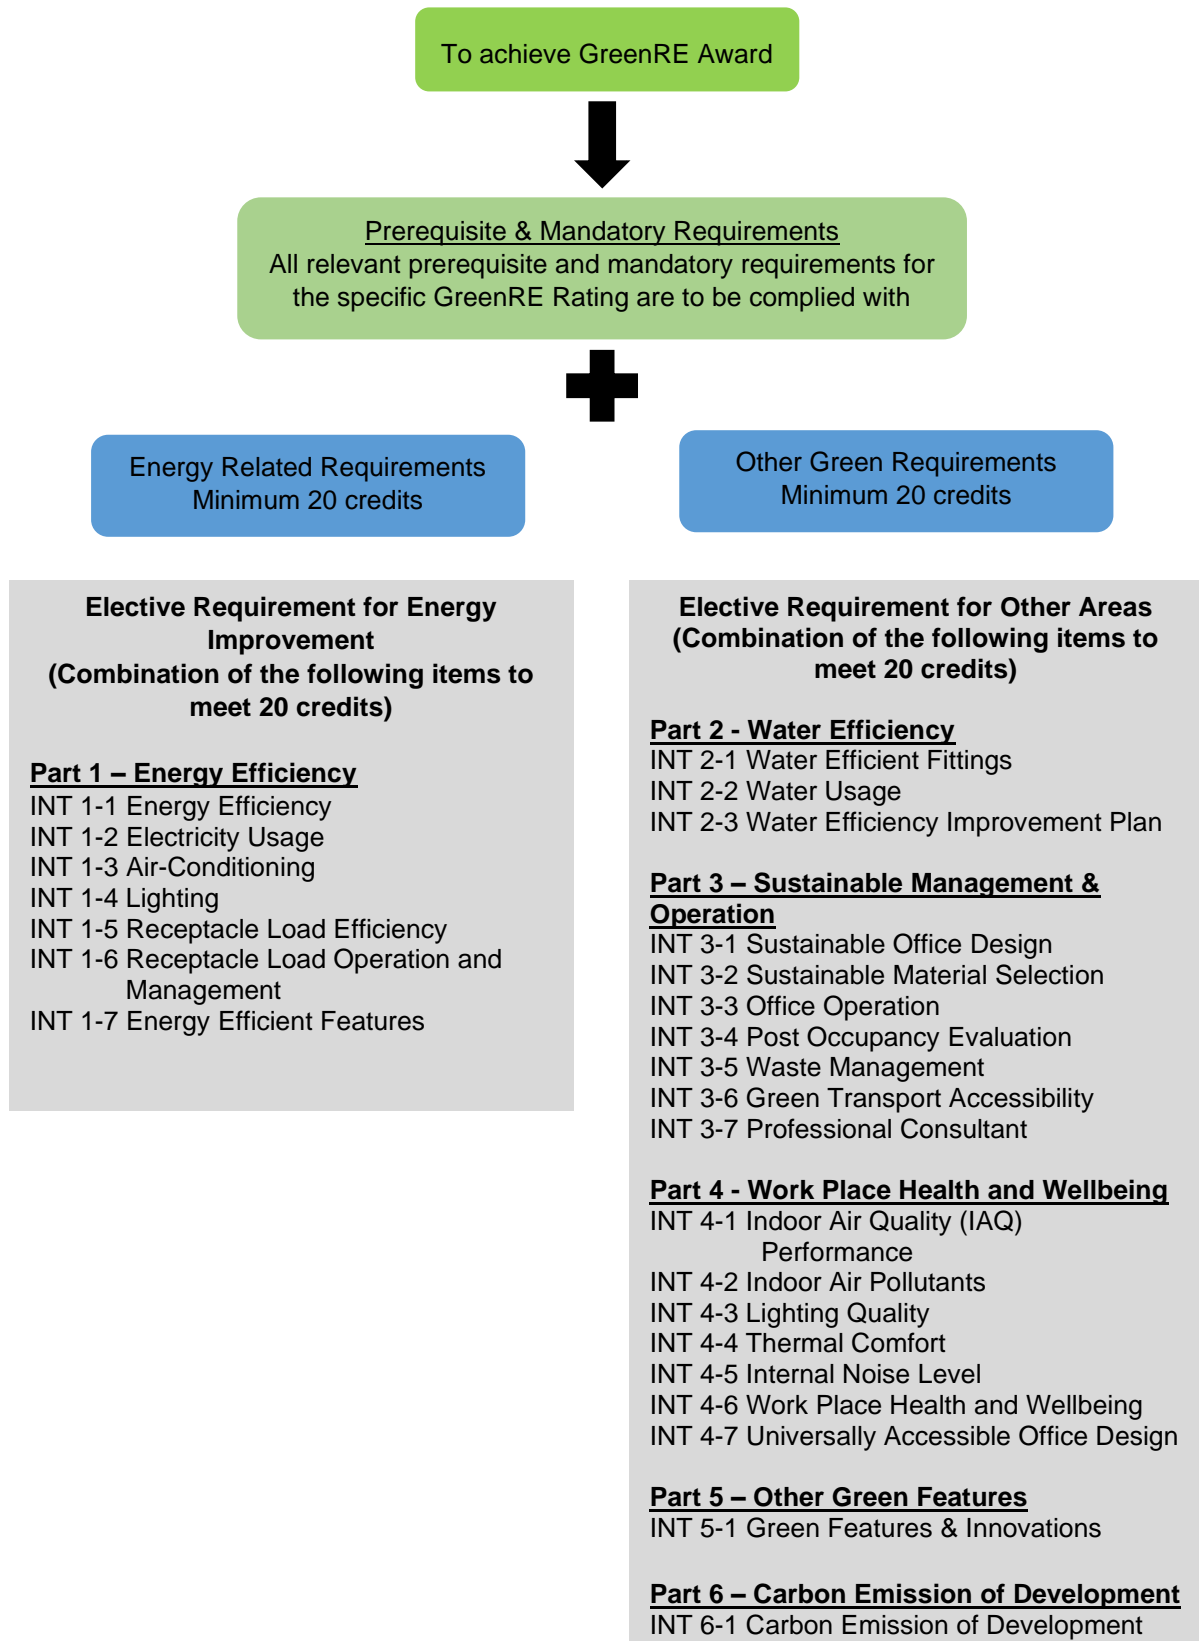 To achieve GreenRE Award
Prerequisite & Mandatory Requirements
All relevant prerequisite and mandatory requirements for
the specific GreenRE Rating are to be complied with
Energy Related Requirements
Minimum 20 credits
Other Green Requirements
Minimum 20 credits
Elective Requirement for Energy
Improvement
(Combination of the following items to
meet 20 credits)
Part 1 – Energy Efficiency
INT 1-1 Energy Efficiency
INT 1-2 Electricity Usage
INT 1-3 Air-Conditioning
INT 1-4 Lighting
INT 1-5 Receptacle Load Efficiency
INT 1-6 Receptacle Load Operation and
Management
INT 1-7 Energy Efficient Features
Elective Requirement for Other Areas
(Combination of the following items to
meet 20 credits)
Part 2 - Water Efficiency
INT 2-1 Water Efficient Fittings
INT 2-2 Water Usage
INT 2-3 Water Efficiency Improvement Plan
Part 3 – Sustainable Management &
Operation
INT 3-1 Sustainable Office Design
INT 3-2 Sustainable Material Selection
INT 3-3 Office Operation
INT 3-4 Post Occupancy Evaluation
INT 3-5 Waste Management
INT 3-6 Green Transport Accessibility
INT 3-7 Professional Consultant
Part 4 - Work Place Health and Wellbeing
INT 4-1 Indoor Air Quality (IAQ)
Performance
INT 4-2 Indoor Air Pollutants
INT 4-3 Lighting Quality
INT 4-4 Thermal Comfort
INT 4-5 Internal Noise Level
INT 4-6 Work Place Health and Wellbeing
INT 4-7 Universally Accessible Office Design
Part 5 – Other Green Features
INT 5-1 Green Features & Innovations
Part 6 – Carbon Emission of Development
INT 6-1 Carbon Emission of Development